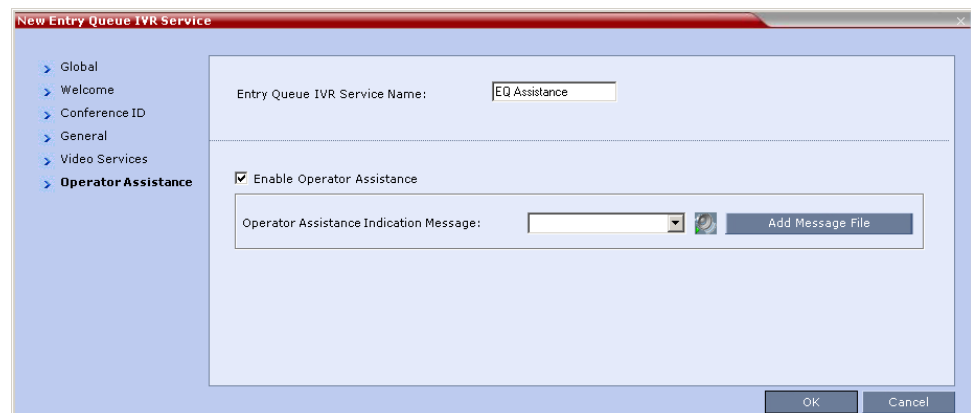 New Entry Queue IVR Service
Global
Welcome
Conference ID
General
Video Services
Operator Assistance
Entry Queue IVR Service Name: EQ Assistance
Enable Operator Assistance
Operator Assistance Indication Message: Add Message File
OK Cancel